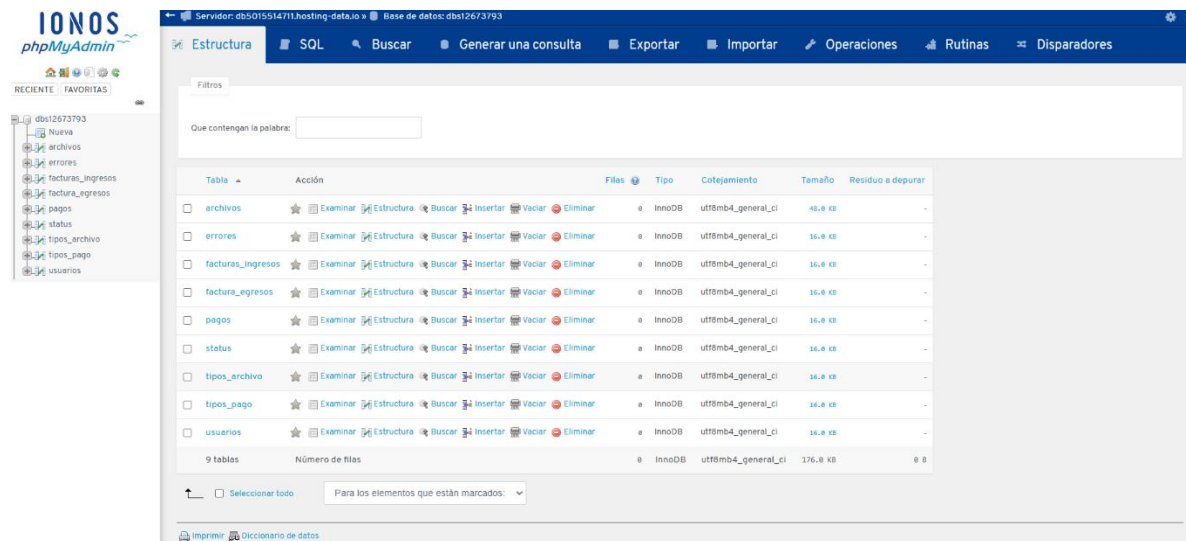 IONOS
phpMyAdmin
RECIENTE FAVORITAS
dbs12673793
Nueva
archivos
errores
facturas_ingresos
factura_egresos
pagos
status
tipos_archivo
tipos_pago
usuarios
Servidor: db5015514711.hosting-data.io » Base de datos: dbs12673793
Estructura SQL Buscar Generar una consulta Exportar Importar Operaciones Rutinas Disparadores
Filtros
Que contengan la palabra:
Tabla Acción Filas Tipo Cotejamiento Tamaño Residuo a depurar
archivos Examinar Estructura Buscar Insertar Vaciar Eliminar 0 InnoDB utf8mb4_general_ci 48.0 KB -
errores Examinar Estructura Buscar Insertar Vaciar Eliminar 0 InnoDB utf8mb4_general_ci 16.0 KB -
facturas_ingresos Examinar Estructura Buscar Insertar Vaciar Eliminar 0 InnoDB utf8mb4_general_ci 16.0 KB -
factura_egresos Examinar Estructura Buscar Insertar Vaciar Eliminar 0 InnoDB utf8mb4_general_ci 16.0 KB -
pagos Examinar Estructura Buscar Insertar Vaciar Eliminar 0 InnoDB utf8mb4_general_ci 16.0 KB -
status Examinar Estructura Buscar Insertar Vaciar Eliminar 0 InnoDB utf8mb4_general_ci 16.0 KB -
tipos_archivo Examinar Estructura Buscar Insertar Vaciar Eliminar 0 InnoDB utf8mb4_general_ci 16.0 KB -
tipos_pago Examinar Estructura Buscar Insertar Vaciar Eliminar 0 InnoDB utf8mb4_general_ci 16.0 KB -
usuarios Examinar Estructura Buscar Insertar Vaciar Eliminar 0 InnoDB utf8mb4_general_ci 16.0 KB -
9 tablas Número de filas 0 InnoDB utf8mb4_general_ci 176.0 KB 0 B
Seleccionar todo Para los elementos que están marcados:
Imprimir Diccionario de datos